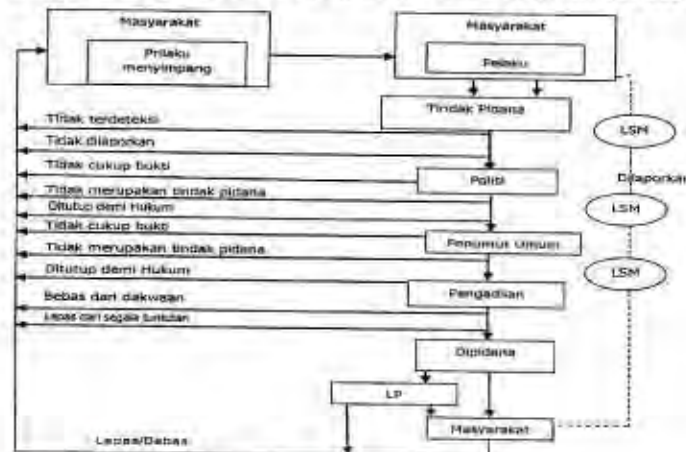 Masyarakat
Prilaku
menyimpang
Masyarakat
Pelaku
Tindak Pidana
Tidak terdeteksi
Tidak dilaporkan
Tidak cukup bukti
Polisi
Tidak merupakan tindak pidana
Ditutup demi Hukum
Tidak cukup bukti
Penuntut Umum
Tidak merupakan tindak pidana
Ditutup demi Hukum
Pengadilan
Bebas dari dakwaan
Lepas dari segala tuntutan
Dipidana
LP
Masyarakat
Lepas/Bebas
LSM
Dilaporkan
LSM
LSM